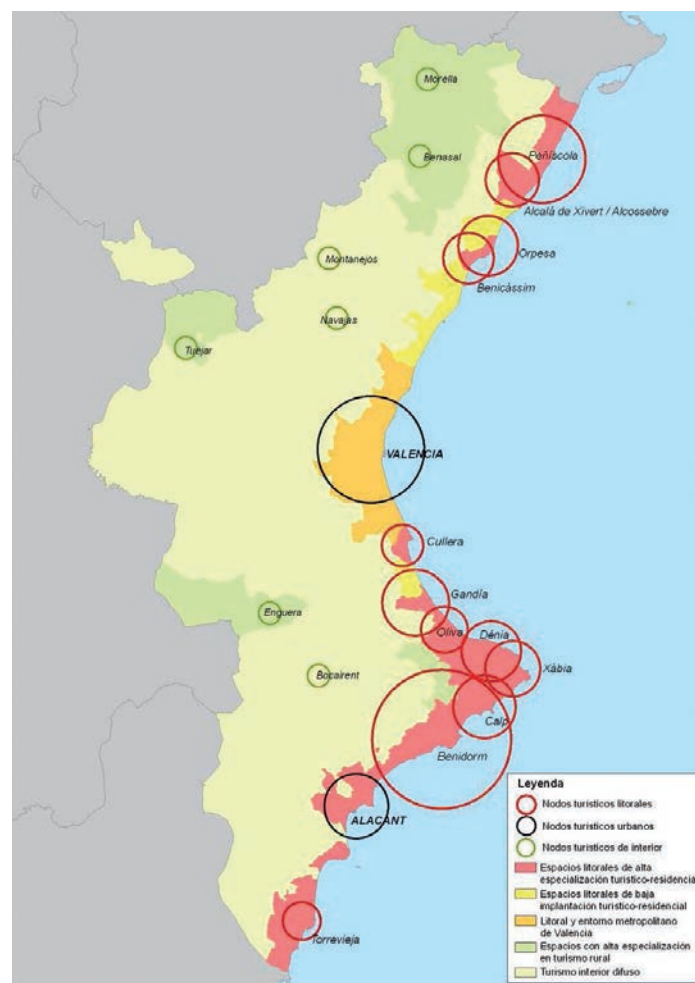 Morella
Peñíscola
Benasal
Alcalà de Xivert / Alcossebre
Orpesa
Montanejos
Benicàssim
Navajas
Tuejar
VALENCIA
Cullera
Gandía
Enguera
Oliva
Dénia
Xàbia
Bocairent
Calp
Benidorm
ALACANT
Torrevieja
Leyenda
Nodos turísticos litorales
Nodos turísticos urbanos
Nodos turísticos de interior
Espacios litorales de alta
especialización turístico-residencial
Espacios litorales de baja
implantación turístico-residencial
Litoral y entorno metropolitano
de Valencia
Espacios con alta especialización
en turismo rural
Turismo interior difuso